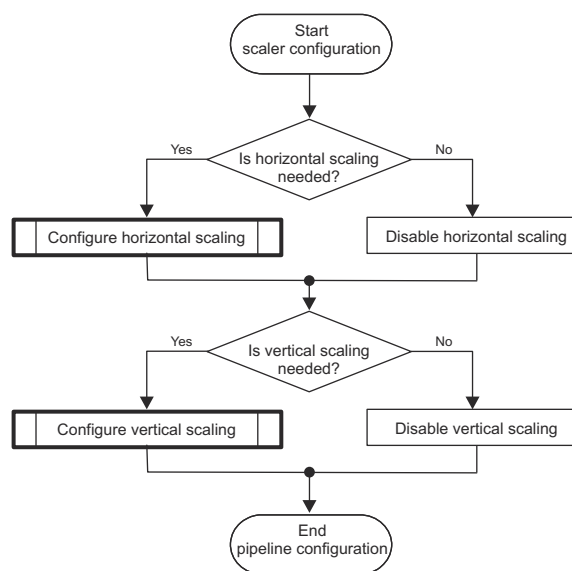 Start
scaler configuration
Yes
No
Is horizontal scaling
needed?
Configure horizontal scaling
Disable horizontal scaling
Yes
No
Is vertical scaling
needed?
Configure vertical scaling
Disable vertical scaling
End
pipeline configuration